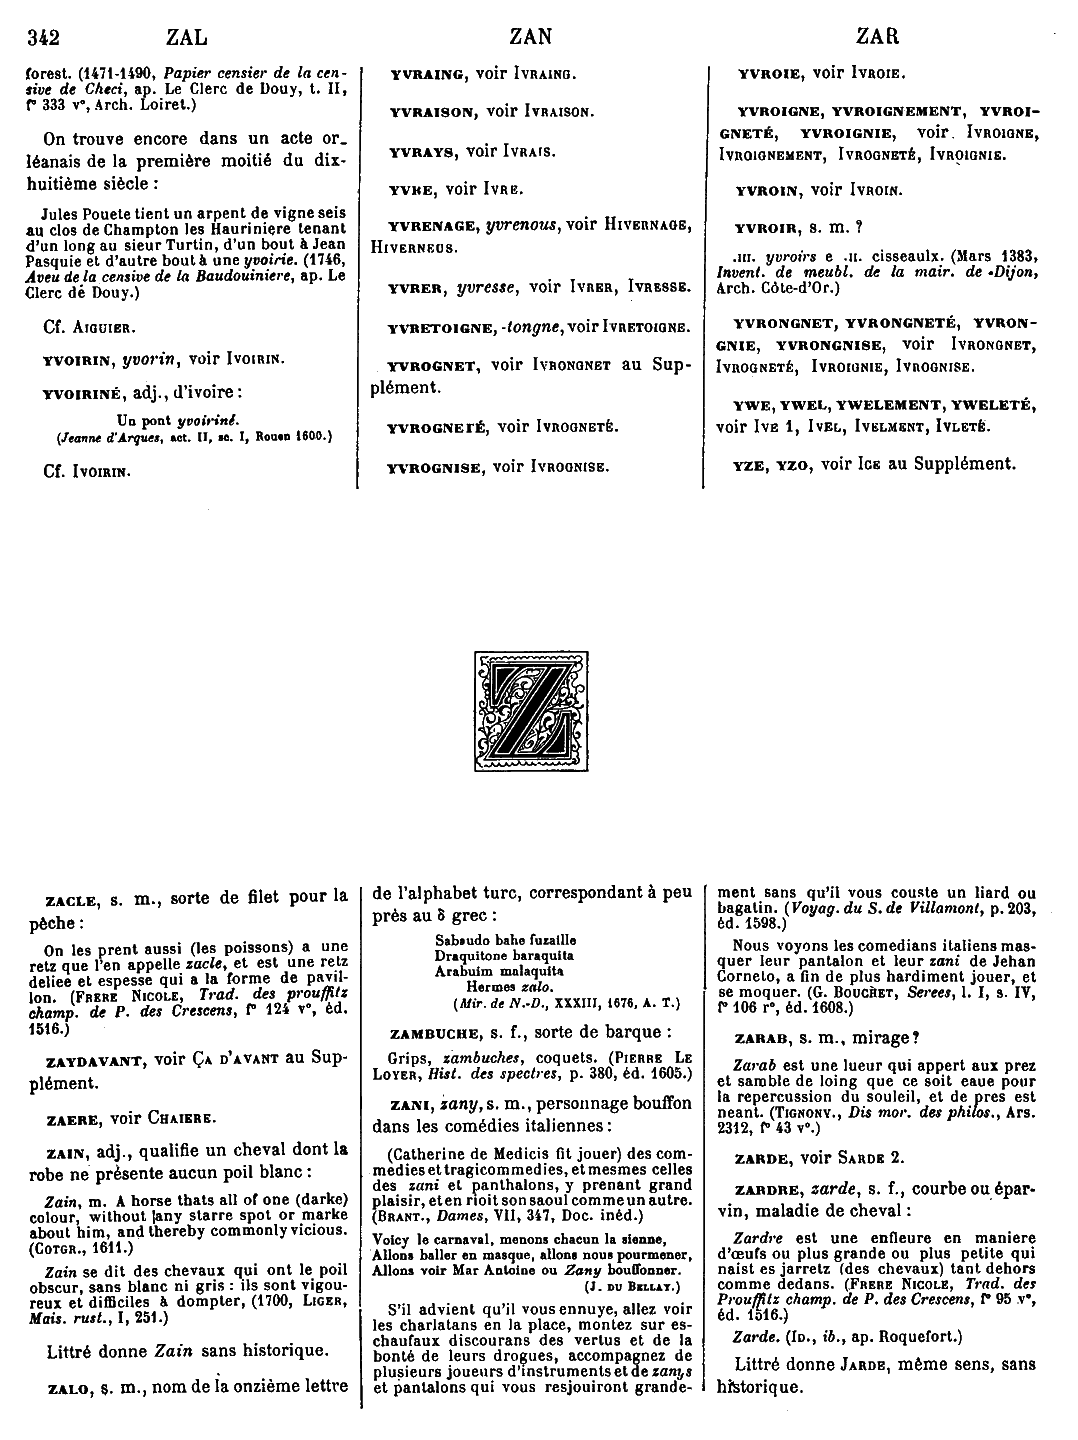 342 ZAL ZAN ZAR
forest. (1471-1490, Papier censier de la cen-
sive de Checi, ap. Le Clerc de Douy, t. II,
f° 333 v°, Arch. Loiret.)
On trouve encore dans un acte or_
léanais de la première moitié du dix-
huitième siècle :
Jules Pouete tient un arpent de vigne seis
au clos de Champton les Hauriniere tenant
d'un long au sieur Turtin, d'un bout à Jean
Pasquie et d'autre bout à une yvoirie. (1746,
Aveu de la censive de la Baudouiniere, ap. Le
Clerc de Douy.)
Cf. AIGUIER.
YVOIRIN, yvorin, voir IVOIRIN.
YVOIRINÉ, adj., d'ivoire :
Un pont yvoiriné.
(Jeanne d'Arques, act. II, sc. I, Rouen 1600.)
Cf. IVOIRIN.
YVRAING, voir IVRAING.
YVRAISON, voir IVRAISON.
YVRAYS, voir IVRAIS.
YVRE, voir IVRE.
YVRENAGE, yvrenous, voir HIVERNAGE,
HIVERNEUS.
YVRER, yvresse, voir IVRER, IVRESSE.
YVRETOIGNE, -tongne, voir IVRETOIGNE.
YVROGNET, voir IVRONGNET au Sup-
plément.
YVROGNETÉ, voir IVROGNETÉ.
YVROGNISE, voir IVROGNISE.
YVROIE, voir IVROIE.
YVROIGNE, YVROIGNEMENT, YVROI-
GNETÉ, YVROIGNIE, voir IVROIGNE,
IVROIGNEMENT, IVROGNETÉ, IVROIGNIE.
YVROIN, voir IVROIN.
YVROIR, s. m. ?
.III. yvroirs e .II. cisseaulx. (Mars 1383,
Invent. de meubl. de la mair. de Dijon,
Arch. Côte-d'Or.)
YVRONGNET, YVRONGNETÉ, YVRON-
GNIE, YVRONGNISE, voir IVRONGNET,
IVROGNETÉ, IVROIGNIE, IVROGNISE.
YWE, YWEL, YWELEMENT, YWELETÉ,
voir IVE 1, IVEL, IVELMENT, IVLETÉ.
YZE, YZO, voir ICE au Supplément.
Z
ZACLE, s. m., sorte de filet pour la
pêche :
On les prent aussi (les poissons) a une
retz que l'en appelle zacle, et est une retz
deliee et espesse qui a la forme de pavil-
lon. (FRERE NICOLE, Trad. des prouffitz
champ. de P. des Crescens, f° 124 v°, éd.
1516.)
ZAYDAVANT, voir ÇA D'AVANT au Sup-
plément.
ZAERE, voir CHAIERE.
ZAIN, adj., qualifie un cheval dont la
robe ne présente aucun poil blanc :
Zain, m. A horse thats all of one (darke)
colour, without any starre spot or marke
about him, and thereby commonly vicious.
(COTGR., 1611.)
Zain se dit des chevaux qui ont le poil
obscur, sans blanc ni gris : ils sont vigou-
reux et difficiles à dompter, (1700, LIGER,
Mais. rust., I, 251.)
Littré donne Zain sans historique.
ZALO, s. m., nom de la onzième lettre
de l'alphabet turc, correspondant à peu
près au δ grec :
Sabaudo bahe fuzaille
Draquitone baraquita
Arabuim malaquita
Hermes zalo.
(Mir. de N.-D., XXXIII, 1676, A. T.)
ZAMBUCHE, s. f., sorte de barque :
Grips, zambuches, coquets. (PIERRE LE
LOYER, Hist. des spectres, p. 380, éd. 1605.)
ZANI, zany, s. m., personnage bouffon
dans les comédies italiennes :
(Catherine de Medicis fit jouer) des com-
medies et tragicommedies, et mesmes celles
des zani et panthalons, y prenant grand
plaisir, et en rioit son saoul comme un autre.
(BRANT., Dames, VII, 347, Doc. inéd.)
Voicy le carnaval, menons chacun la sienne,
Allons baller en masque, allons nous pourmener,
Allons voir Mar Antoine ou Zany bouffonner.
(J. DU BELLAY.)
S'il advient qu'il vous ennuye, allez voir
les charlatans en la place, montez sur es-
chaufaux discourans des vertus et de la
bonté de leurs drogues, accompagnez de
plusieurs joueurs d'instruments et de zanys
et pantalons qui vous resjouiront grande-
ment sans qu'il vous couste un liard ou
bagatin. (Voyag. du S. de Villamont, p. 203,
éd. 1598.)
Nous voyons les comedians italiens mas-
quer leur pantalon et leur zani de Jehan
Corneto, a fin de plus hardiment jouer, et
se moquer. (G. BOUCHET, Serees, l. I, s. IV,
f° 106 r°, éd. 1608.)
ZARAB, s. m., mirage?
Zarab est une lueur qui appert aux prez
et samble de loing que ce soit eaue pour
la repercussion du souleil, et de pres est
neant. (TIGNONV., Dis mor. des philos., Ars.
2312, f° 43 v°.)
ZARDE, voir SARDE 2.
ZARDRE, zarde, s. f., courbe ou épar-
vin, maladie de cheval :
Zardre est une enfleure en maniere
d'œufs ou plus grande ou plus petite qui
naist es jarretz (des chevaux) tant dehors
comme dedans. (FRERE NICOLE, Trad. des
Prouffitz champ. de P. des Crescens, f° 95 v°,
éd. 1516.)
Zarde. (ID., ib., ap. Roquefort.)
Littré donne JARDE, même sens, sans
historique.